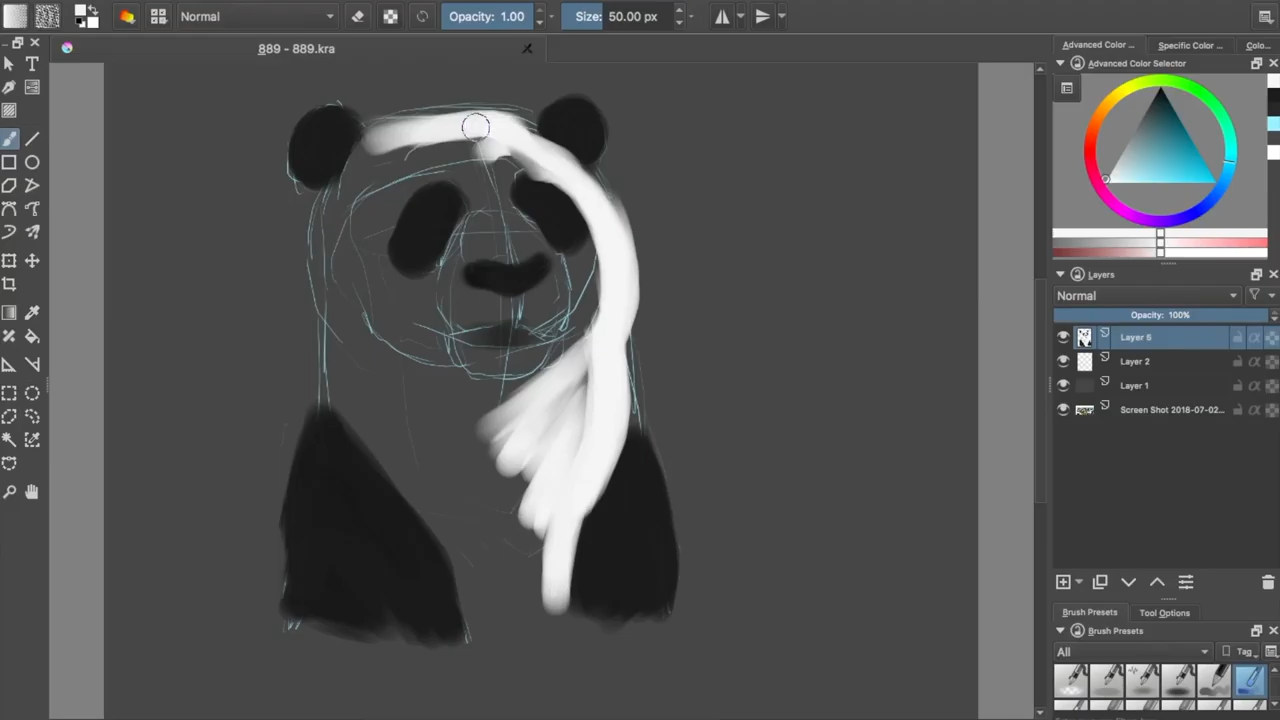 Normal
Opacity: 1.00
Size: 50.00 px
889 - 889.kra
Advanced Color ...
Specific Color ...
Colo...
Advanced Color Selector
Layers
Normal
Opacity: 100%
Layer 6
Layer 2
Layer 1
Screen Shot 2018-07-02...
Brush Presets
Tool Options
Brush Presets
All
Tag